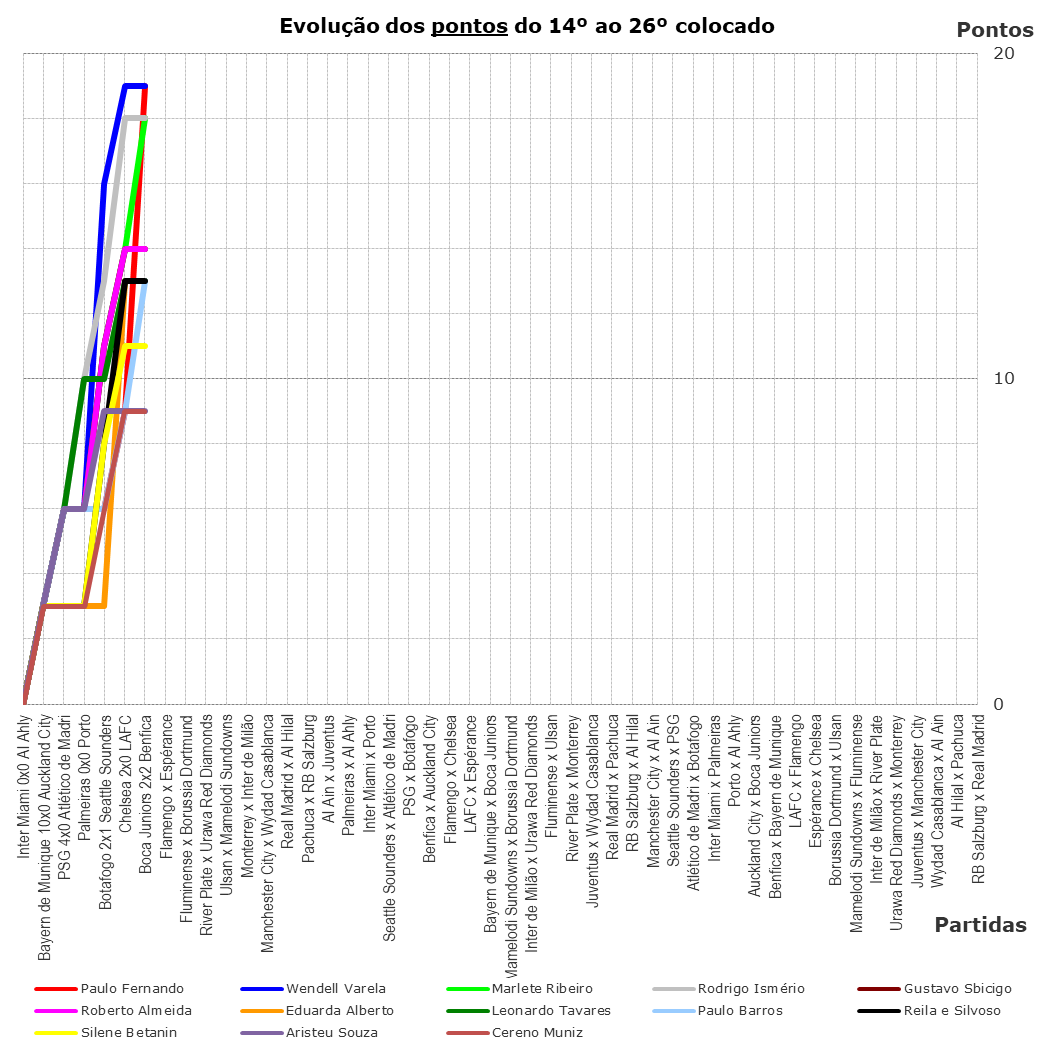 Evolução dos pontos do 14º ao 26º colocado
Pontos
20
10
0
Inter Miami 0x0 Al Ahly
Bayern de Munique 10x0 Auckland City
PSG 4x0 Atlético de Madri
Palmeiras 0x0 Porto
Botafogo 2x1 Seattle Sounders
Chelsea 2x0 LAFC
Boca Juniors 2x2 Benfica
Flamengo x Espérance
Fluminense x Borussia Dortmund
River Plate x Urawa Red Diamonds
Ulsan x Mamelodi Sundowns
Monterrey x Inter de Milão
Manchester City x Wydad Casablanca
Real Madrid x Al Hilal
Pachuca x RB Salzburg
Al Ain x Juventus
Palmeiras x Al Ahly
Inter Miami x Porto
Seattle Sounders x Atlético de Madri
PSG x Botafogo
Benfica x Auckland City
Flamengo x Chelsea
LAFC x Espérance
Bayern de Munique x Boca Juniors
Mamelodi Sundowns x Borussia Dortmund
Inter de Milão x Urawa Red Diamonds
Fluminense x Ulsan
River Plate x Monterrey
Juventus x Wydad Casablanca
Real Madrid x Pachuca
RB Salzburg x Al Hilal
Manchester City x Al Ain
Seattle Sounders x PSG
Atlético de Madri x Botafogo
Inter Miami x Palmeiras
Porto x Al Ahly
Auckland City x Boca Juniors
Benfica x Bayern de Munique
LAFC x Flamengo
Espérance x Chelsea
Borussia Dortmund x Ulsan
Mamelodi Sundowns x Fluminense
Inter de Milão x River Plate
Urawa Red Diamonds x Monterrey
Juventus x Manchester City
Wydad Casablanca x Al Ain
Al Hilal x Pachuca
RB Salzburg x Real Madrid
Partidas
Paulo Fernando Wendell Varela Marlete Ribeiro Rodrigo Ismério Gustavo Sbicigo
Roberto Almeida Eduarda Alberto Leonardo Tavares Paulo Barros Reila e Silvoso
Silene Betanin Aristeu Souza Cereno Muniz